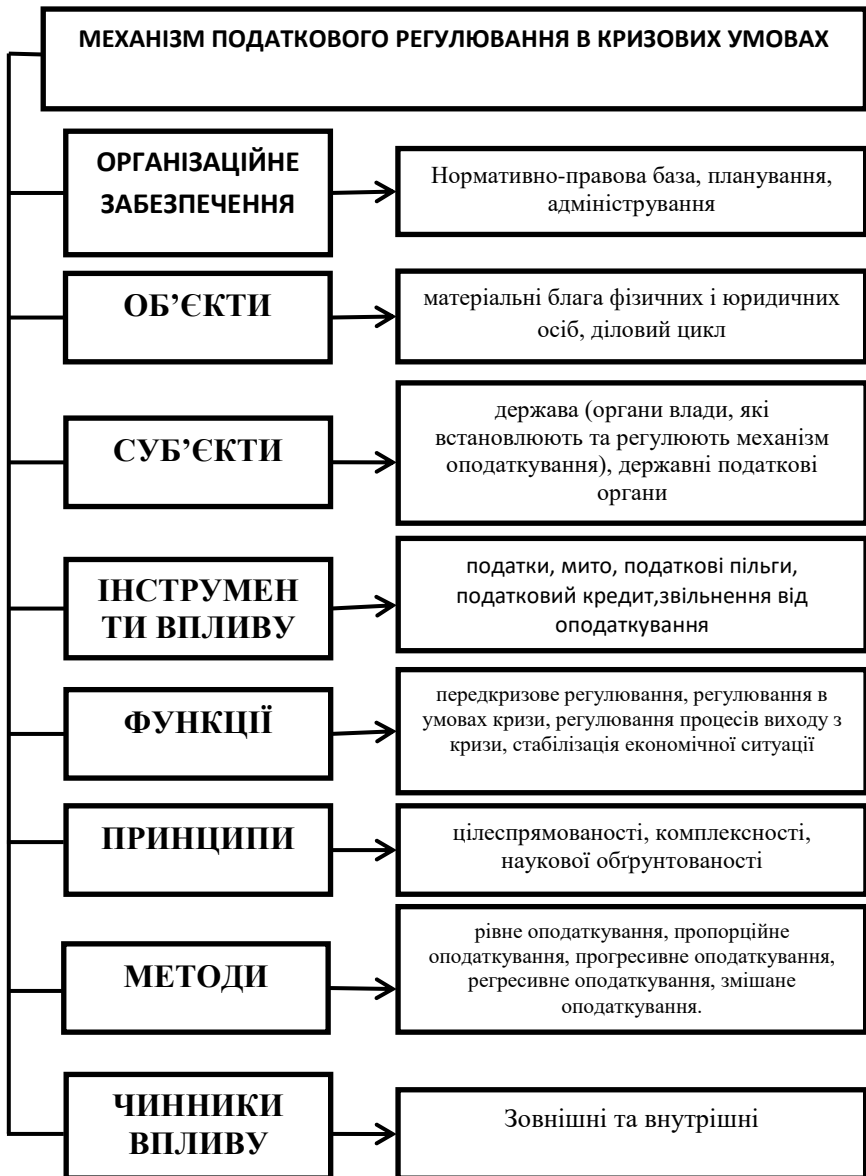 МЕХАНІЗМ ПОДАТКОВОГО РЕГУЛЮВАННЯ В КРИЗОВИХ УМОВАХ
ОРГАНІЗАЦІЙНЕ
ЗАБЕЗПЕЧЕННЯ
Нормативно-правова база, планування,
адміністрування
ОБ’ЄКТИ
матеріальні блага фізичних і юридичних
осіб, діловий цикл
СУБ’ЄКТИ
держава (органи влади, які
встановлюють та регулюють механізм
оподаткування), державні податкові
органи
ІНСТРУМЕН
ТИ ВПЛИВУ
податки, мито, податкові пільги,
податковий кредит,звільнення від
оподаткування
ФУНКЦІЇ
передкризове регулювання, регулювання в
умовах кризи, регулювання процесів виходу з
кризи, стабілізація економічної ситуації
ПРИНЦИПИ
цілеспрямованості, комплексності,
наукової обґрунтованості
МЕТОДИ
рівне оподаткування, пропорційне
оподаткування, прогресивне оподаткування,
регресивне оподаткування, змішане
оподаткування.
ЧИННИКИ
ВПЛИВУ
Зовнішні та внутрішні